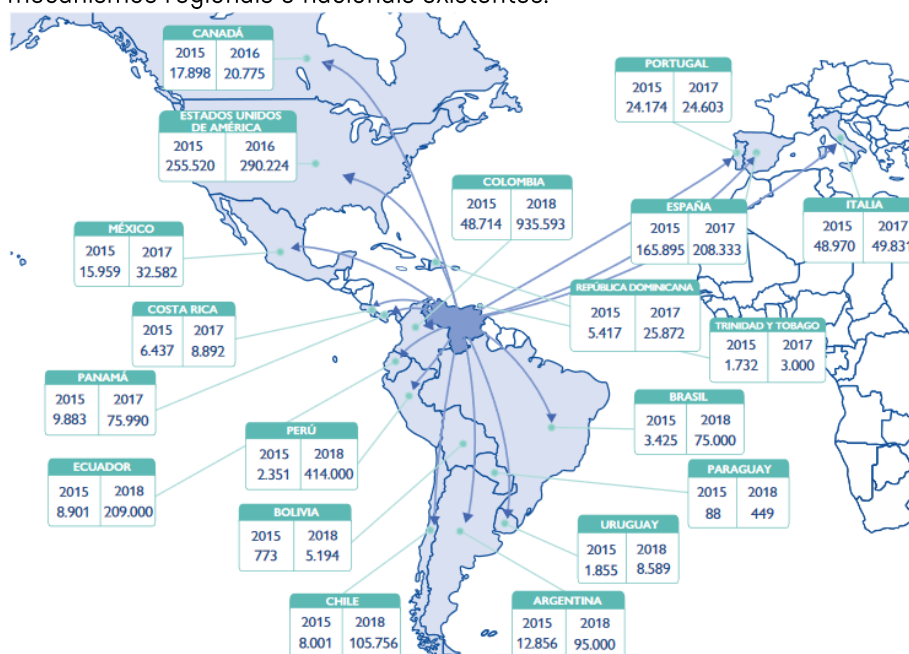 mecanismos regionais e nacionais existentes.
CANADÁ
2015 2016
17.898 20.775
ESTADOS UNIDOS
DE AMÉRICA
2015 2016
255.520 290.224
PORTUGAL
2015 2017
24.174 24.603
COLOMBIA
2015 2018
48.714 935.593
ESPAÑA
2015 2017
165.895 208.333
ITALIA
2015 2017
48.970 49.831
MÉXICO
2015 2017
15.959 32.582
REPÚBLICA DOMINICANA
2015 2017
5.417 25.872
COSTA RICA
2015 2017
6.437 8.892
TRINIDAD Y TOBAGO
2015 2017
1.732 3.000
PANAMÁ
2015 2017
9.883 75.990
BRASIL
2015 2018
3.425 75.000
PERÚ
2015 2018
2.351 414.000
ECUADOR
2015 2018
8.901 209.000
PARAGUAY
2015 2018
88 449
BOLIVIA
2015 2018
773 5.194
URUGUAY
2015 2018
1.855 8.589
CHILE
2015 2018
8.001 105.756
ARGENTINA
2015 2018
12.856 95.000